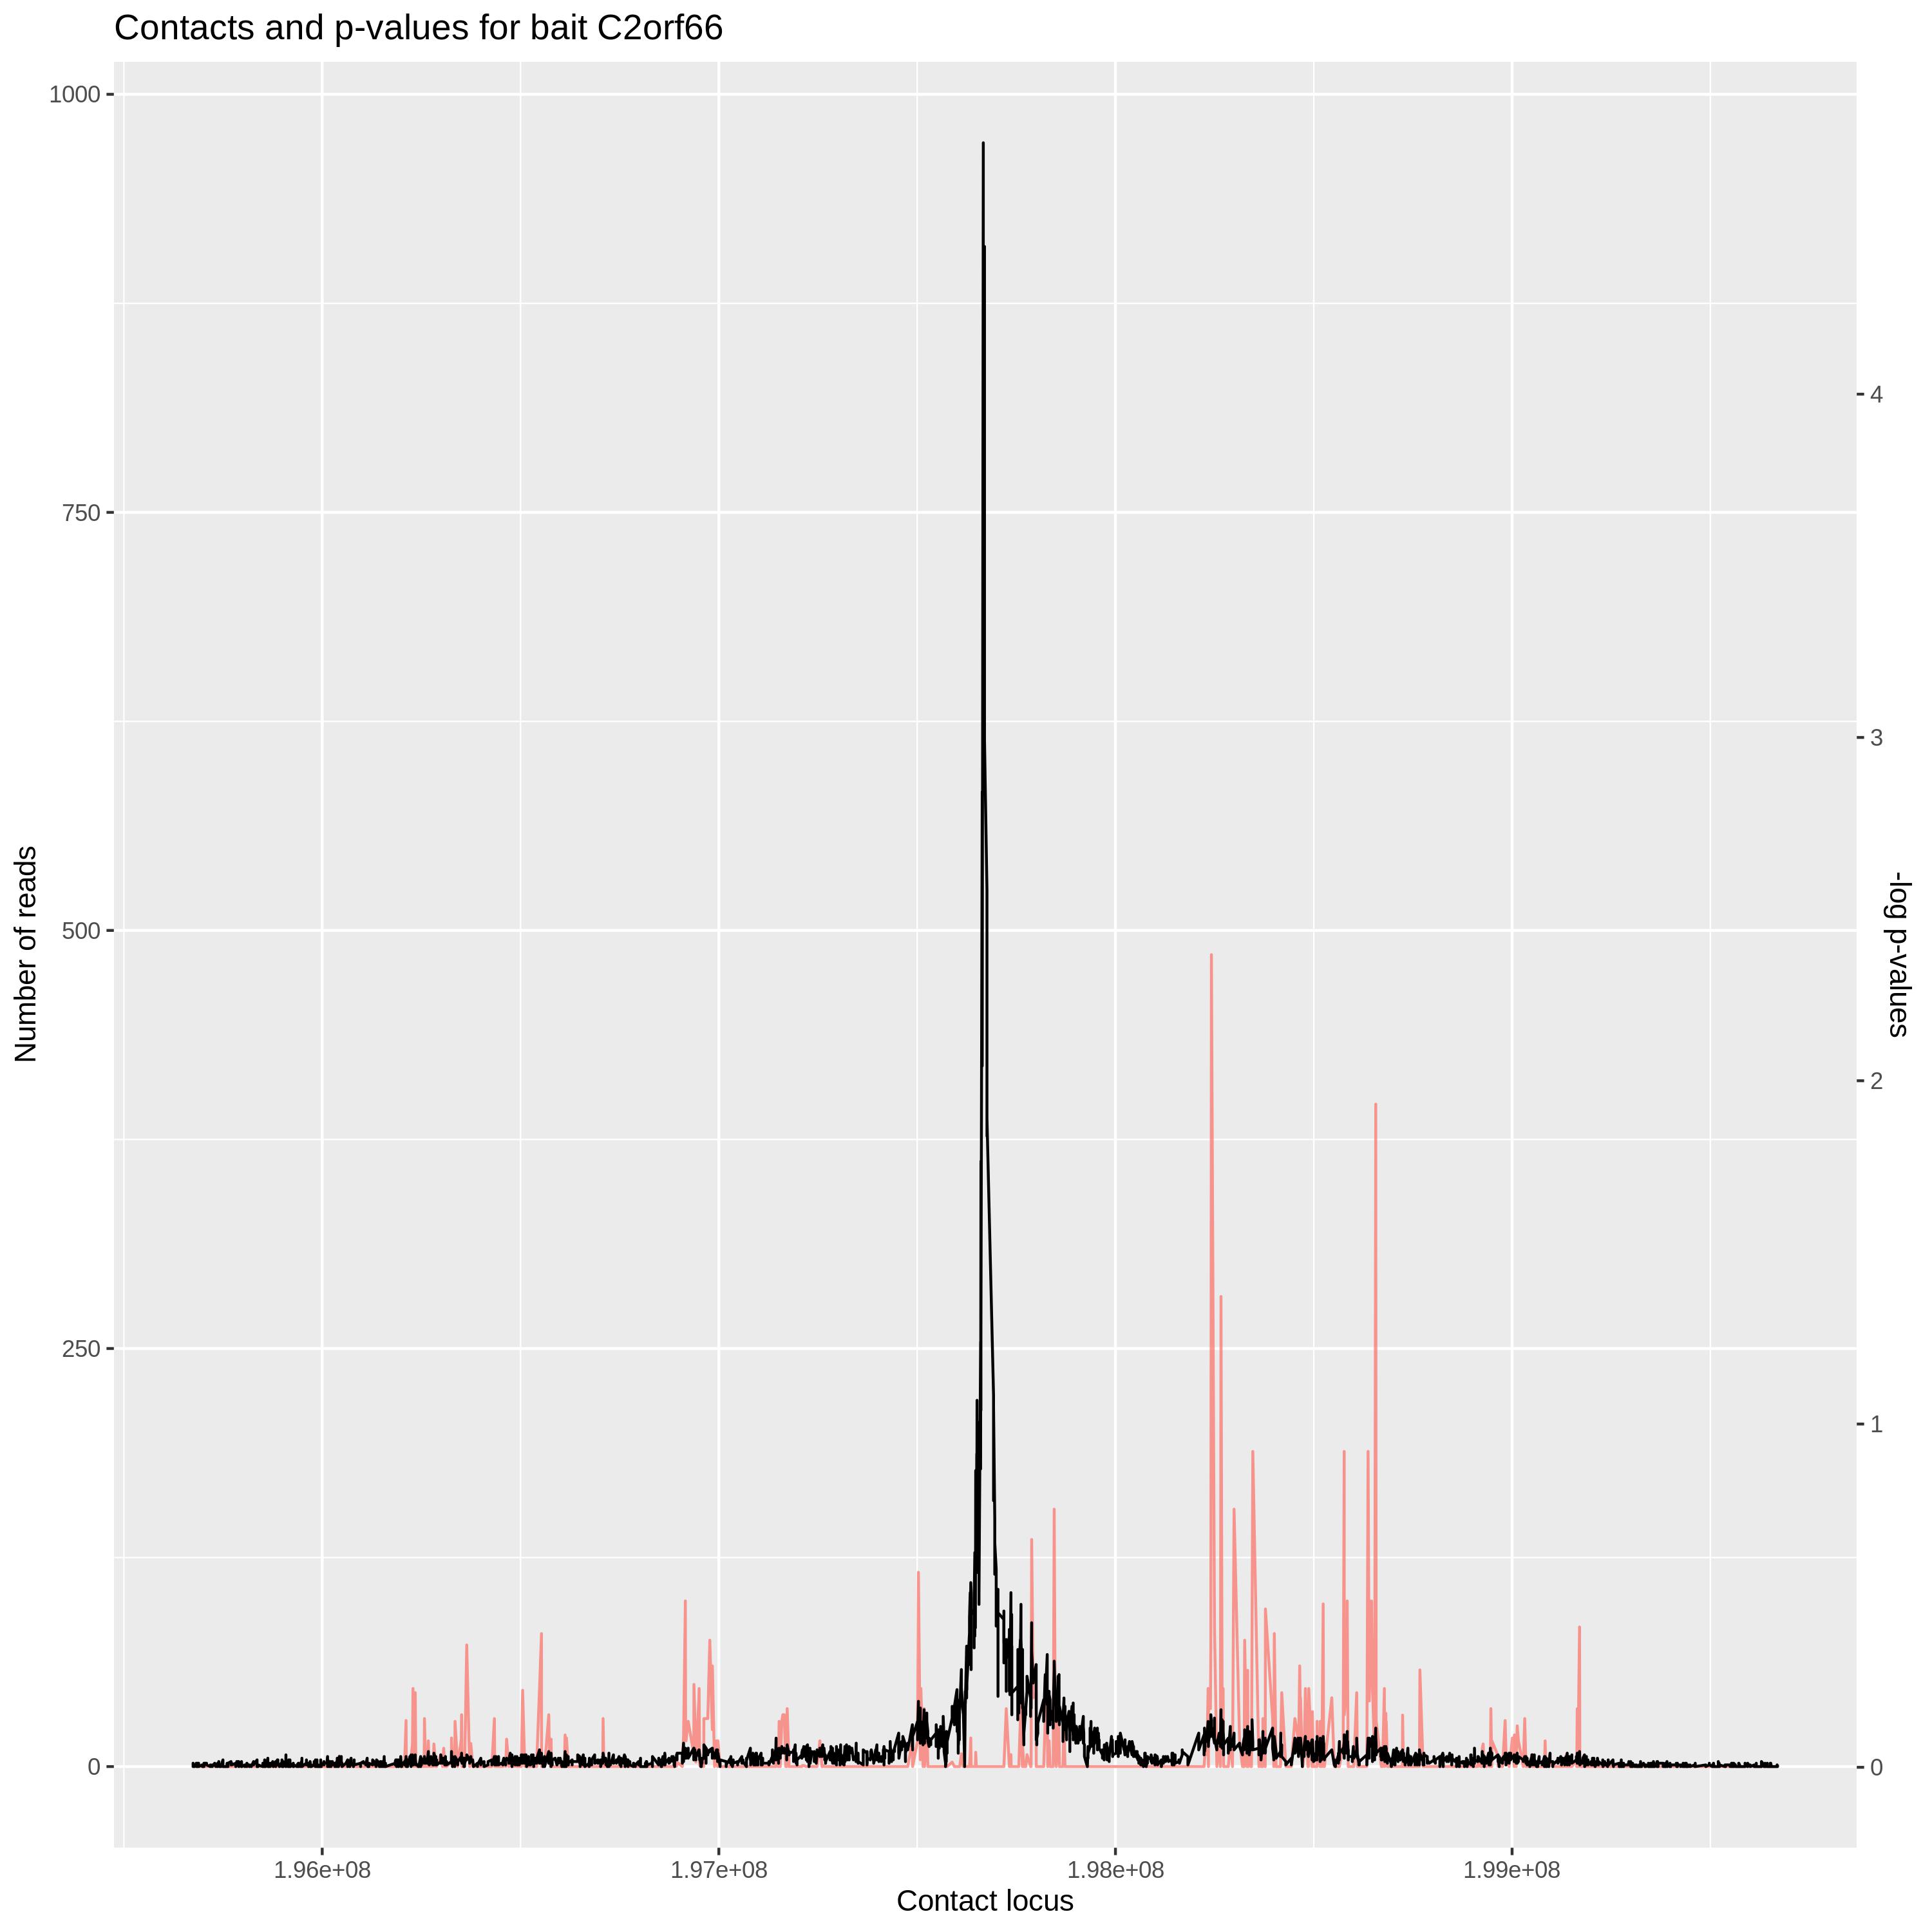 Contacts and p-values for bait C2orf66
1000
750
500
250
0
Number of reads
4
3
2
1
0
-log p-values
1.96e+08
1.97e+08
1.98e+08
1.99e+08
Contact locus